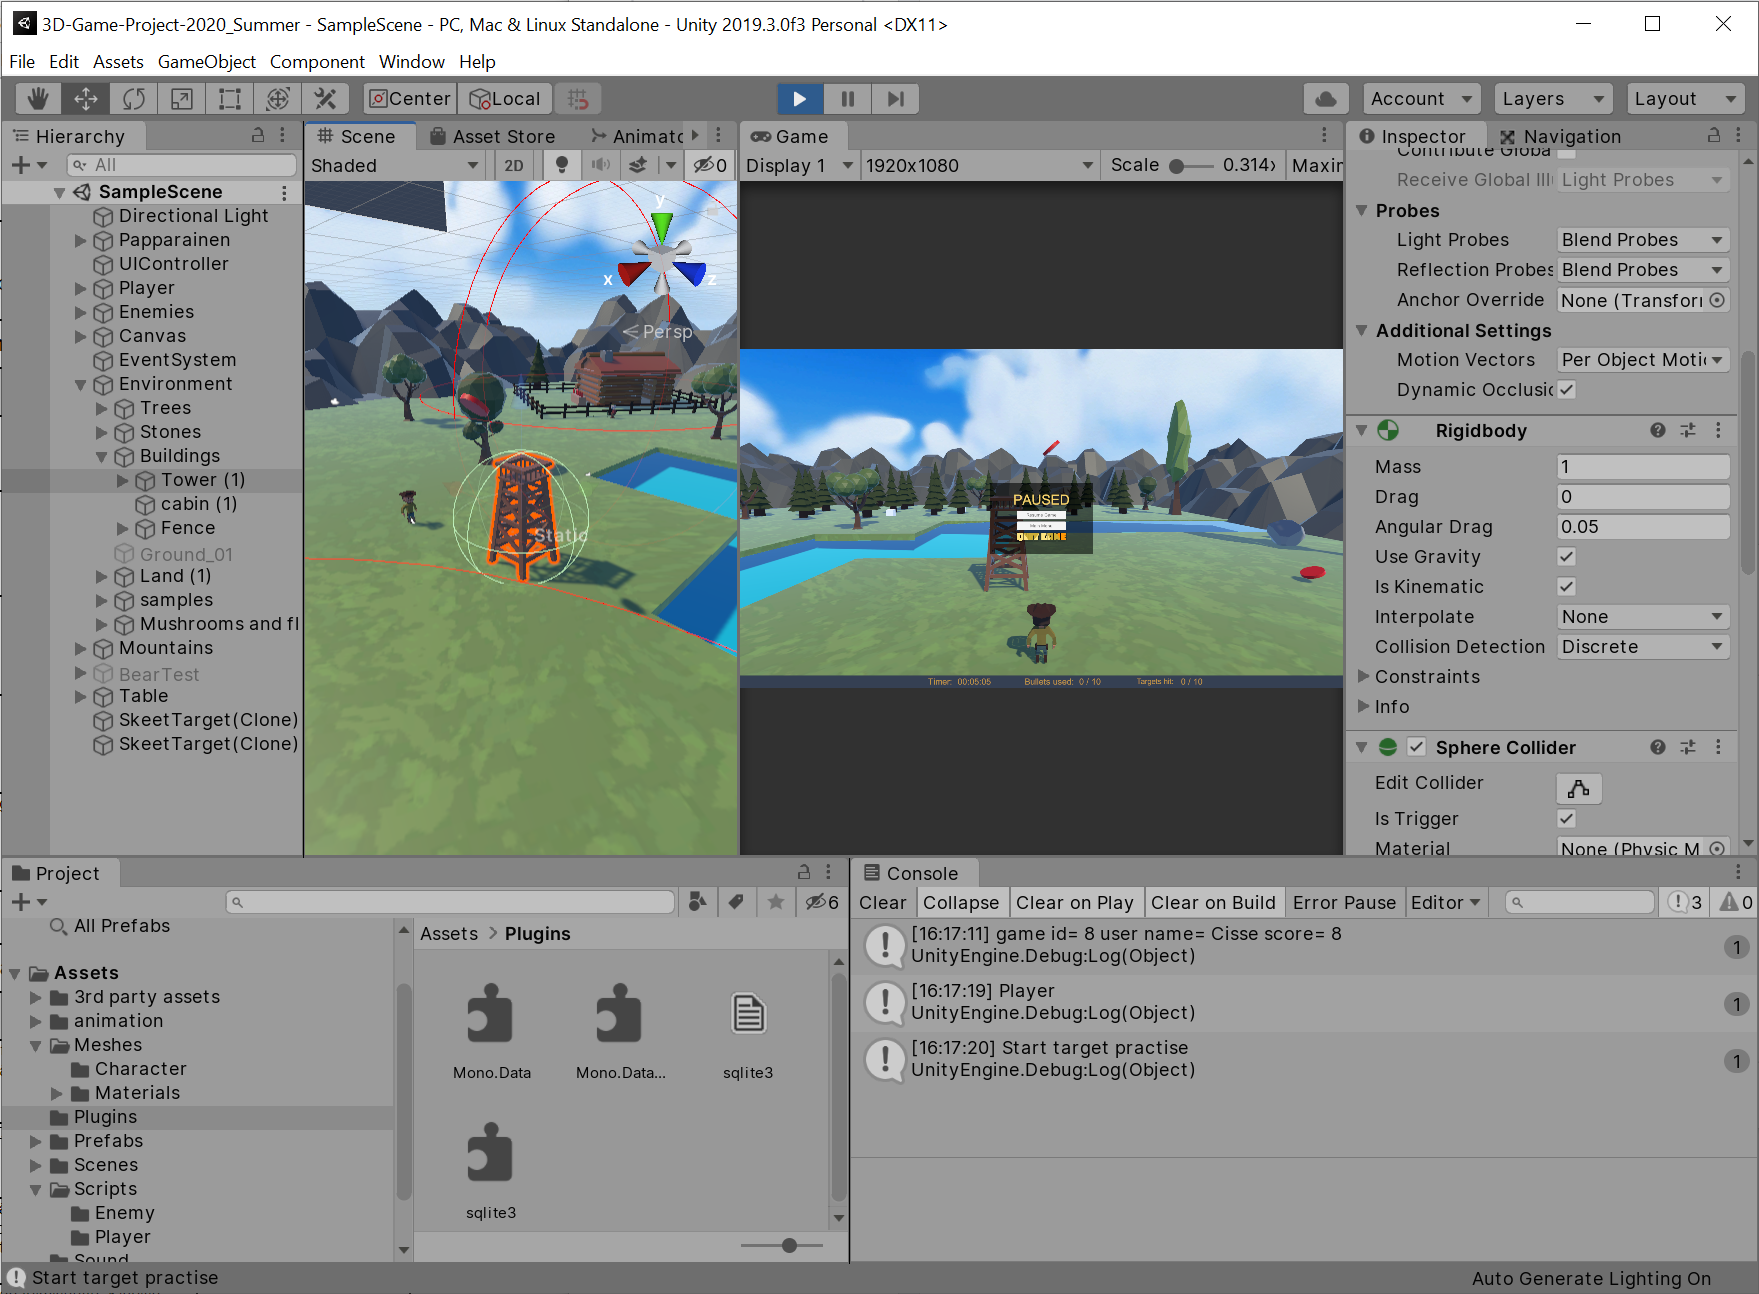 3D-Game-Project-2020_Summer - SampleScene - PC, Mac & Linux Standalone - Unity 2019.3.0f3 Personal <DX11>
File Edit Assets GameObject Component Window Help
Center Local Account Layers Layout
Hierarchy
All
SampleScene
Directional Light
Papparainen
UIController
Player
Enemies
Canvas
EventSystem
Environment
Trees
Stones
Buildings
Tower (1)
cabin (1)
Fence
Ground_01
Land (1)
samples
Mushrooms and fl
Mountains
BearTest
Table
SkeetTarget(Clone)
SkeetTarget(Clone)
Scene Asset Store Animato
Shaded 2D 0
y
x z
Persp
Static
Game
Display 1 1920x1080 Scale 0.314x Maxin
PAUSED
Resume Game
Main Menu
QUIT GAME
Timer: 00:05:05 Bullets used: 0 / 10 Targets hit: 0 / 10
Inspector Navigation
Contribute Globa
Receive Global Illu Light Probes
Probes
Light Probes Blend Probes
Reflection Probes Blend Probes
Anchor Override None (Transform
Additional Settings
Motion Vectors Per Object Motic
Dynamic Occlusic
Rigidbody
Mass 1
Drag 0
Angular Drag 0.05
Use Gravity
Is Kinematic
Interpolate None
Collision Detection Discrete
Constraints
Info
Sphere Collider
Edit Collider
Is Trigger
Material None (Physic M
Project
6
All Prefabs
Assets
3rd party assets
animation
Meshes
Character
Materials
Plugins
Prefabs
Scenes
Scripts
Enemy
Player
Sound
Assets > Plugins
Mono.Data Mono.Data... sqlite3
sqlite3
Console
Clear Collapse Clear on Play Clear on Build Error Pause Editor 3 0
[16:17:11] game id= 8 user name= Cisse score= 8
UnityEngine.Debug:Log(Object)
1
[16:17:19] Player
UnityEngine.Debug:Log(Object)
1
[16:17:20] Start target practise
UnityEngine.Debug:Log(Object)
1
Start target practise
Auto Generate Lighting On